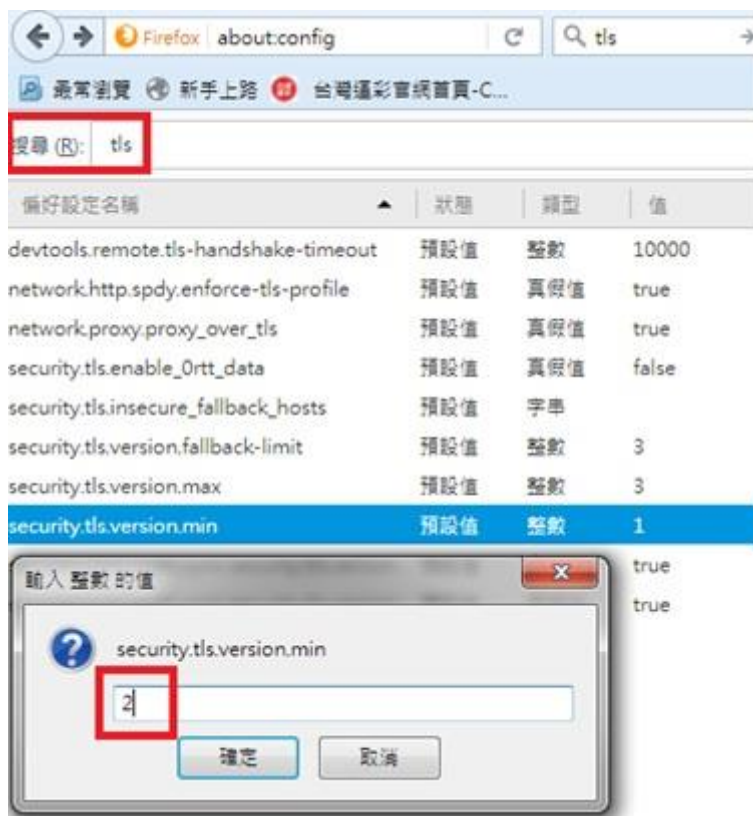 Firefox about:config tls
最常瀏覽 新手上路 台灣運彩官網首頁-C...
搜尋 (R): tls
偏好設定名稱 狀態 類型 值
devtools.remote.tls-handshake-timeout 預設值 整數 10000
network.http.spdy.enforce-tls-profile 預設值 真假值 true
network.proxy.proxy_over_tls 預設值 真假值 true
security.tls.enable_0rtt_data 預設值 真假值 false
security.tls.insecure_fallback_hosts 預設值 字串
security.tls.version.fallback-limit 預設值 整數 3
security.tls.version.max 預設值 整數 3
security.tls.version.min 預設值 整數 1
true
true
輸入 整數 的值
security.tls.version.min
2
確定 取消